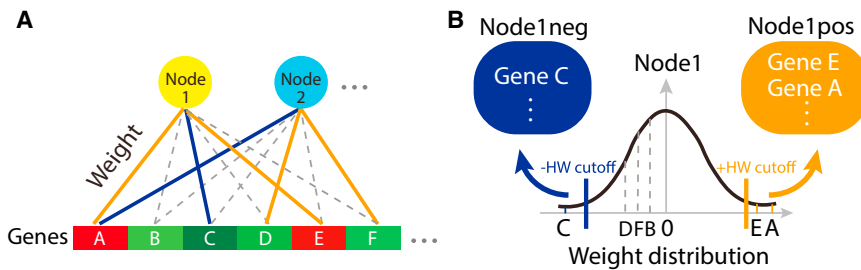 A
Node
1
Node
2
...
Weight
Genes
A B C D E F ...
B
Node1neg
Node1
Node1pos
Gene C
⋮
Gene E
Gene A
⋮
-HW cutoff
+HW cutoff
C DFB 0 E A
Weight distribution